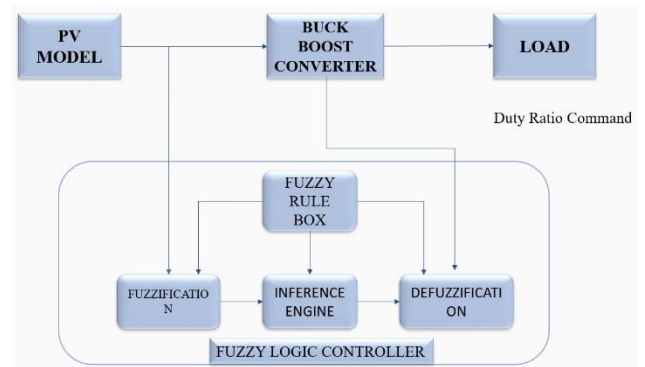 PV
MODEL
BUCK
BOOST
CONVERTER
LOAD
Duty Ratio Command
FUZZY
RULE
BOX
FUZZIFICATIO
N
INFERENCE
ENGINE
DEFUZZIFICATI
ON
FUZZY LOGIC CONTROLLER